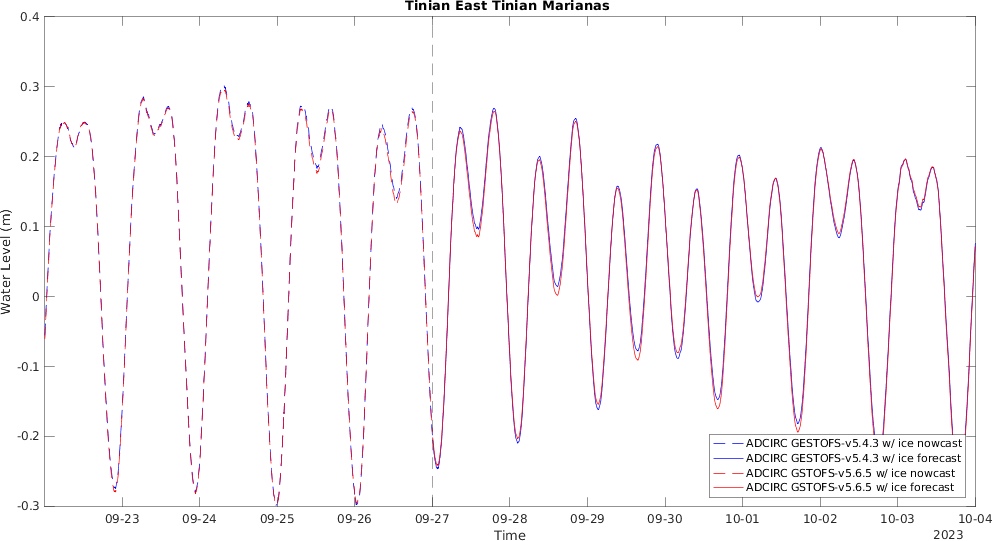 Tinian East Tinian Marianas
0.4
0.3
0.2
0.1
0
-0.1
-0.2
-0.3
Water Level (m)
ADCIRC GESTOFS-v5.4.3 w/ ice nowcast
ADCIRC GESTOFS-v5.4.3 w/ ice forecast
ADCIRC GSTOFS-v5.6.5 w/ ice nowcast
ADCIRC GSTOFS-v5.6.5 w/ ice forecast
09-23 09-24 09-25 09-26 09-27 09-28 09-29 09-30 10-01 10-02 10-03 10-04
Time
2023